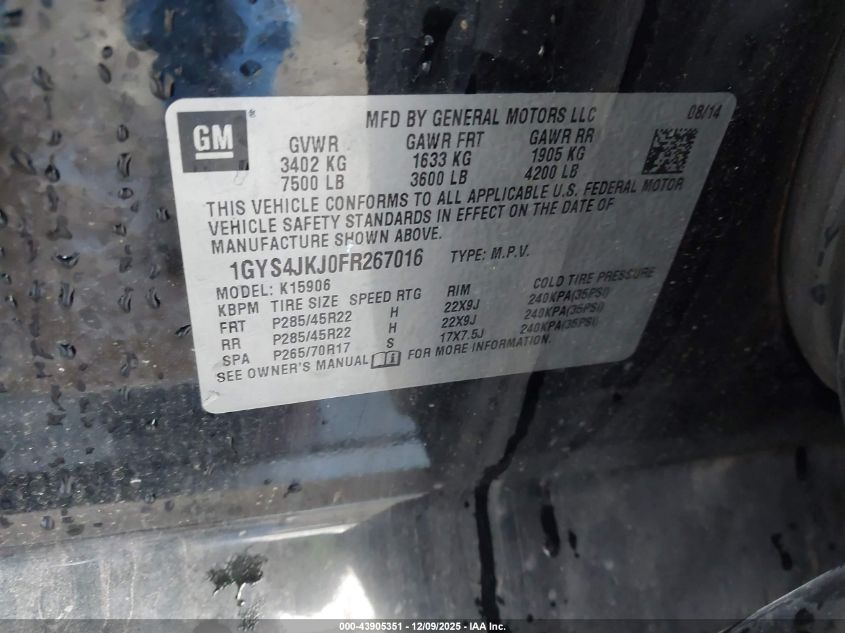 MFD BY GENERAL MOTORS LLC 08/14
GM ®
GVWR GAWR FRT GAWR RR
3402 KG 1633 KG 1905 KG
7500 LB 3600 LB 4200 LB
THIS VEHICLE CONFORMS TO ALL APPLICABLE U.S. FEDERAL MOTOR
VEHICLE SAFETY STANDARDS IN EFFECT ON THE DATE OF
MANUFACTURE SHOWN ABOVE.
1GYS4JKJ0FR267016 TYPE: M.P.V.
MODEL: K15906
KBPM TIRE SIZE SPEED RTG RIM COLD TIRE PRESSURE
FRT P285/45R22 H 22X9J 240KPA(35PSI)
RR P285/45R22 H 22X9J 240KPA(35PSI)
SPA P265/70R17 S 17X7.5J 240KPA(35PSI)
SEE OWNER'S MANUAL FOR MORE INFORMATION.
000-43905351 - 12/09/2025 - IAAI, Inc.